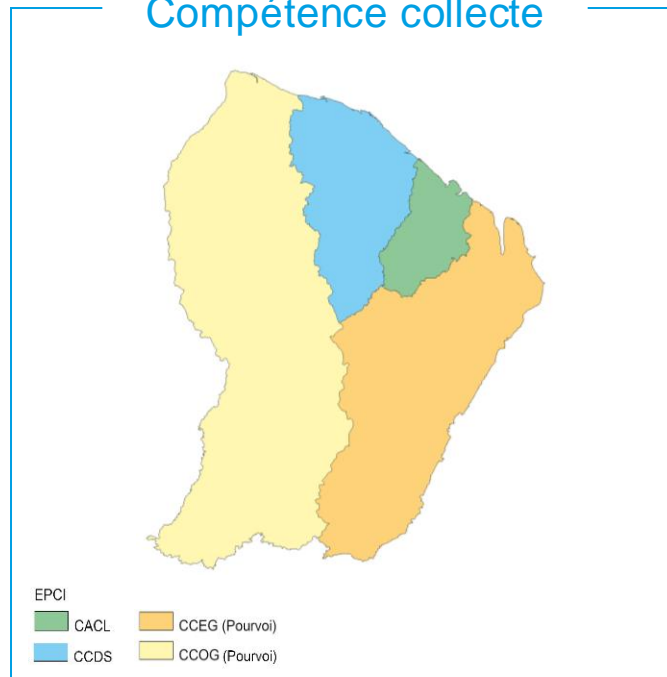 Compétence collecte
EPCI
CACL
CCEG (Pourvoi)
CCDS
CCOG (Pourvoi)